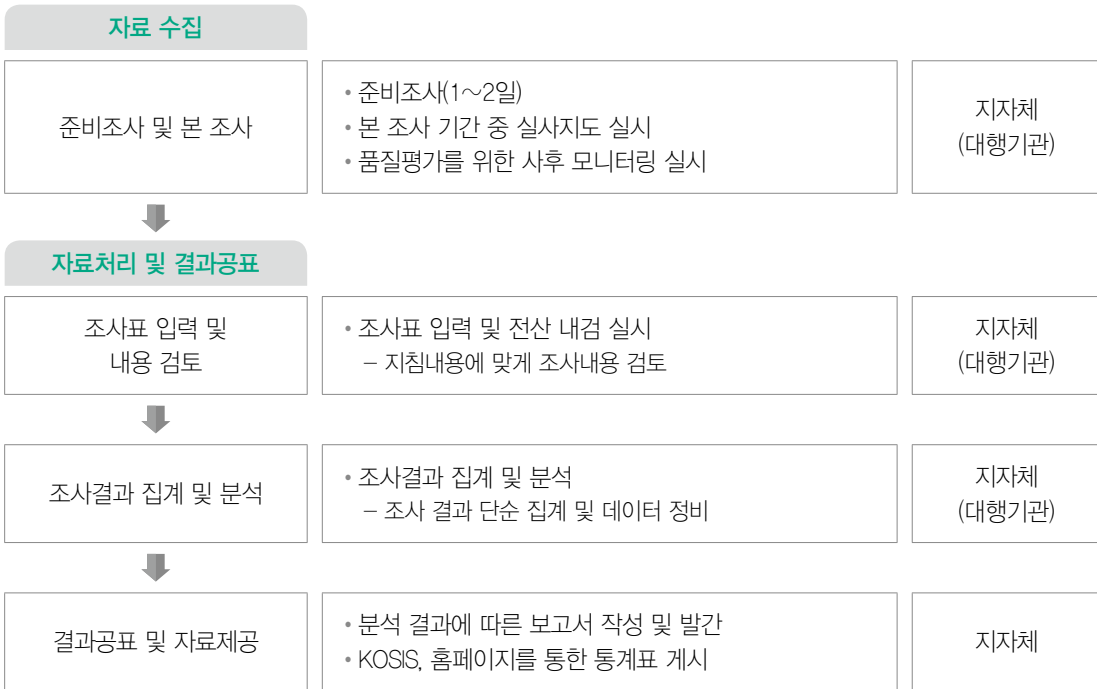 자료 수집
준비조사 및 본 조사
• 준비조사(1～2일)
• 본 조사 기간 중 실사지도 실시
• 품질평가를 위한 사후 모니터링 실시
지자체
(대행기관)
자료처리 및 결과공표
조사표 입력 및
내용 검토
• 조사표 입력 및 전산 내검 실시
– 지침내용에 맞게 조사내용 검토
지자체
(대행기관)
조사결과 집계 및 분석
• 조사결과 집계 및 분석
– 조사 결과 단순 집계 및 데이터 정비
지자체
(대행기관)
결과공표 및 자료제공
• 분석 결과에 따른 보고서 작성 및 발간
• KOSIS, 홈페이지를 통한 통계표 게시
지자체